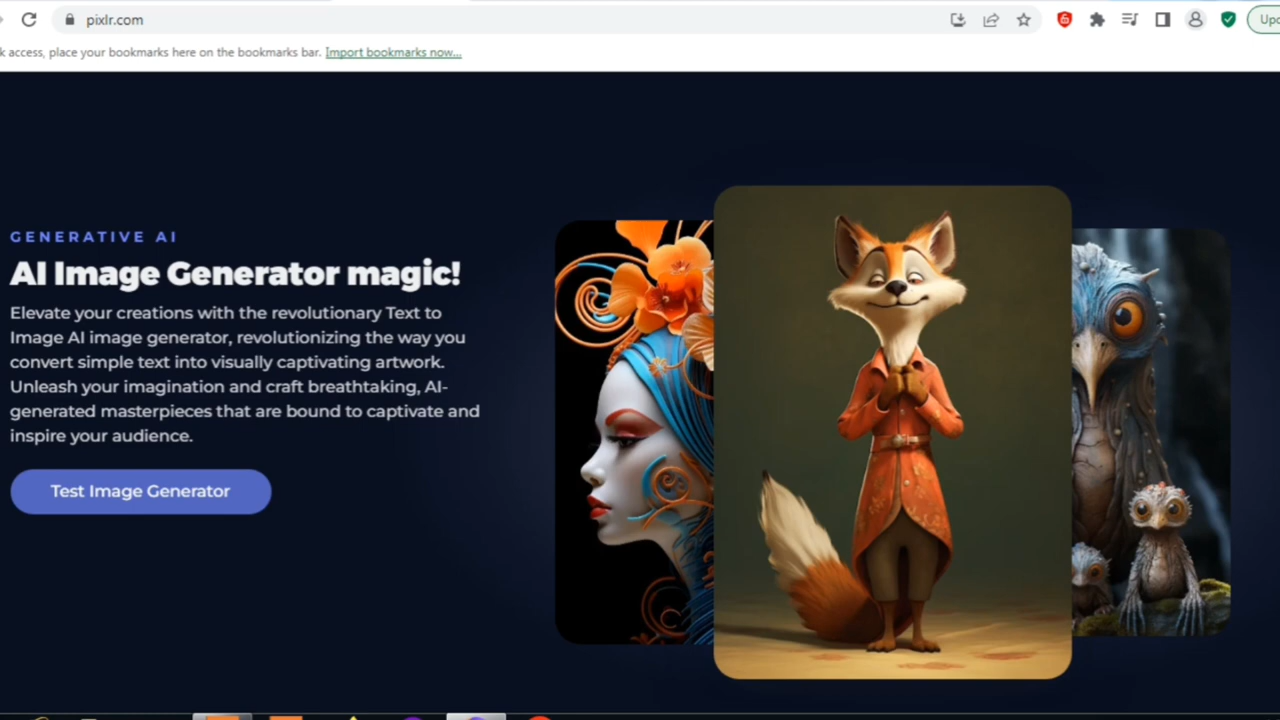 pixlr.com
k access, place your bookmarks here on the bookmarks bar. Import bookmarks now...
GENERATIVE AI
AI Image Generator magic!
Elevate your creations with the revolutionary Text to
Image AI image generator, revolutionizing the way you
convert simple text into visually captivating artwork.
Unleash your imagination and craft breathtaking, AI-
generated masterpieces that are bound to captivate and
inspire your audience.
Test Image Generator